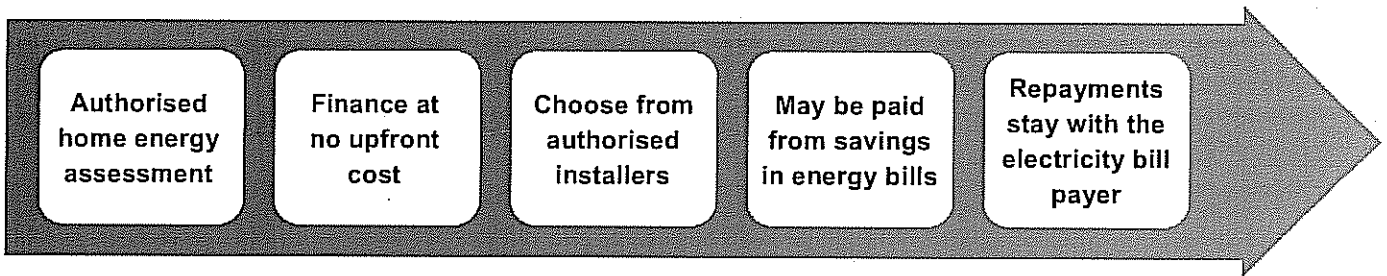 Authorised
home energy
assessment
Finance at
no upfront
cost
Choose from
authorised
installers
May be paid
from savings
in energy bills
Repayments
stay with the
electricity bill
payer